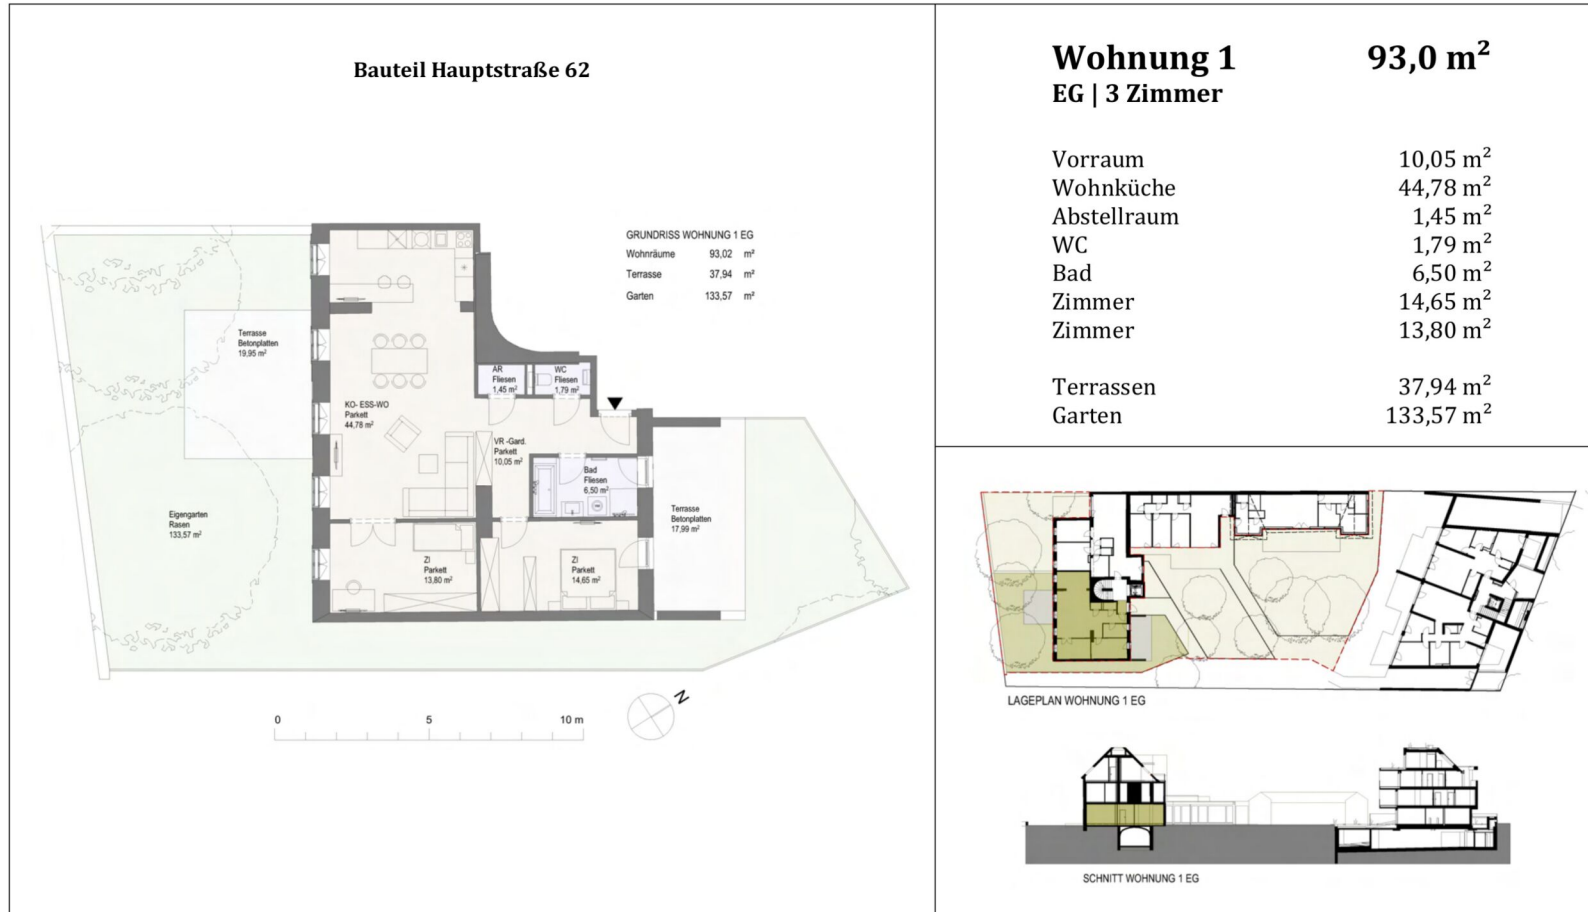 Bauteil Hauptstraße 62
GRUNDRISS WOHNUNG 1 EG
Wohnräume 93,02 m²
Terrasse 37,94 m²
Garten 133,57 m²
Terrasse
Betonplatten
19,95 m²
AR
Fliesen
1,45 m²
WC
Fliesen
1,79 m²
KO- ESS-WO
Parkett
44,78 m²
VR -Gard.
Parkett
10,05 m²
Bad
Fliesen
6,50 m²
Eigengarten
Rasen
133,57 m²
Terrasse
Betonplatten
17,99 m²
ZI
Parkett
13,80 m²
ZI
Parkett
14,65 m²
N
0 5 10 m
Wohnung 1 93,0 m²
EG | 3 Zimmer
Vorraum 10,05 m²
Wohnküche 44,78 m²
Abstellraum 1,45 m²
WC 1,79 m²
Bad 6,50 m²
Zimmer 14,65 m²
Zimmer 13,80 m²
Terrassen 37,94 m²
Garten 133,57 m²
LAGEPLAN WOHNUNG 1 EG
SCHNITT WOHNUNG 1 EG